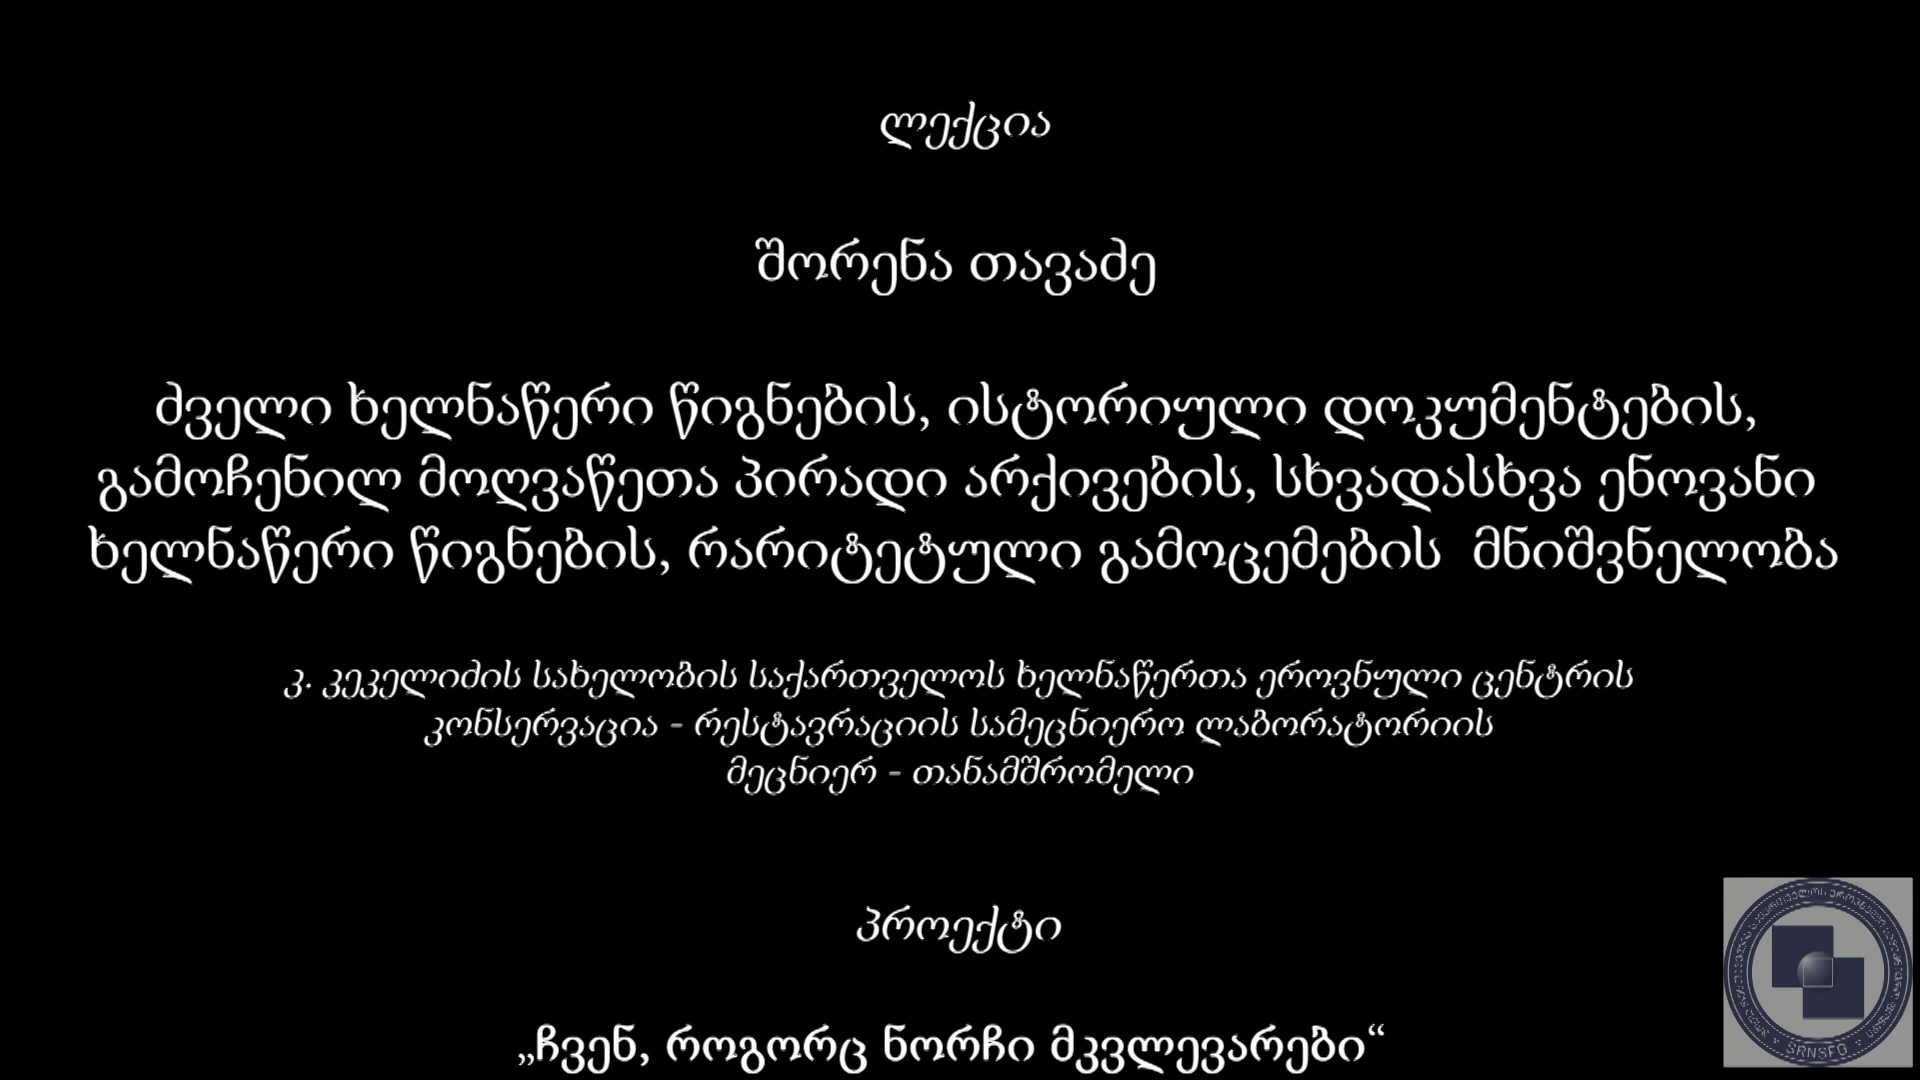 ლექცია
შორენა თავაძე
ძველი ხელნაწერი წიგნების, ისტორიული დოკუმენტების,
გამოჩენილ მოღვაწეთა პირადი არქივების, სხვადასხვა ენოვანი
ხელნაწერი წიგნების, რარიტეტული გამოცემების მნიშვნელობა
კ. კეკელიძის სახელობის საქართველოს ხელნაწერთა ეროვნული ცენტრის
კონსერვაცია - რესტავრაციის სამეცნიერო ლაბორატორიის
მეცნიერ - თანამშრომელი
პროექტი
„ჩვენ, როგორც ნორჩი მკვლევარები“
SRNSFG